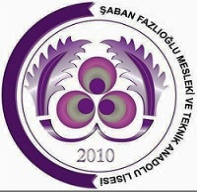 ŞABAN FAZLIOĞLU MESLEKİ VE TEKNİK ANADOLU LİSESİ
2010